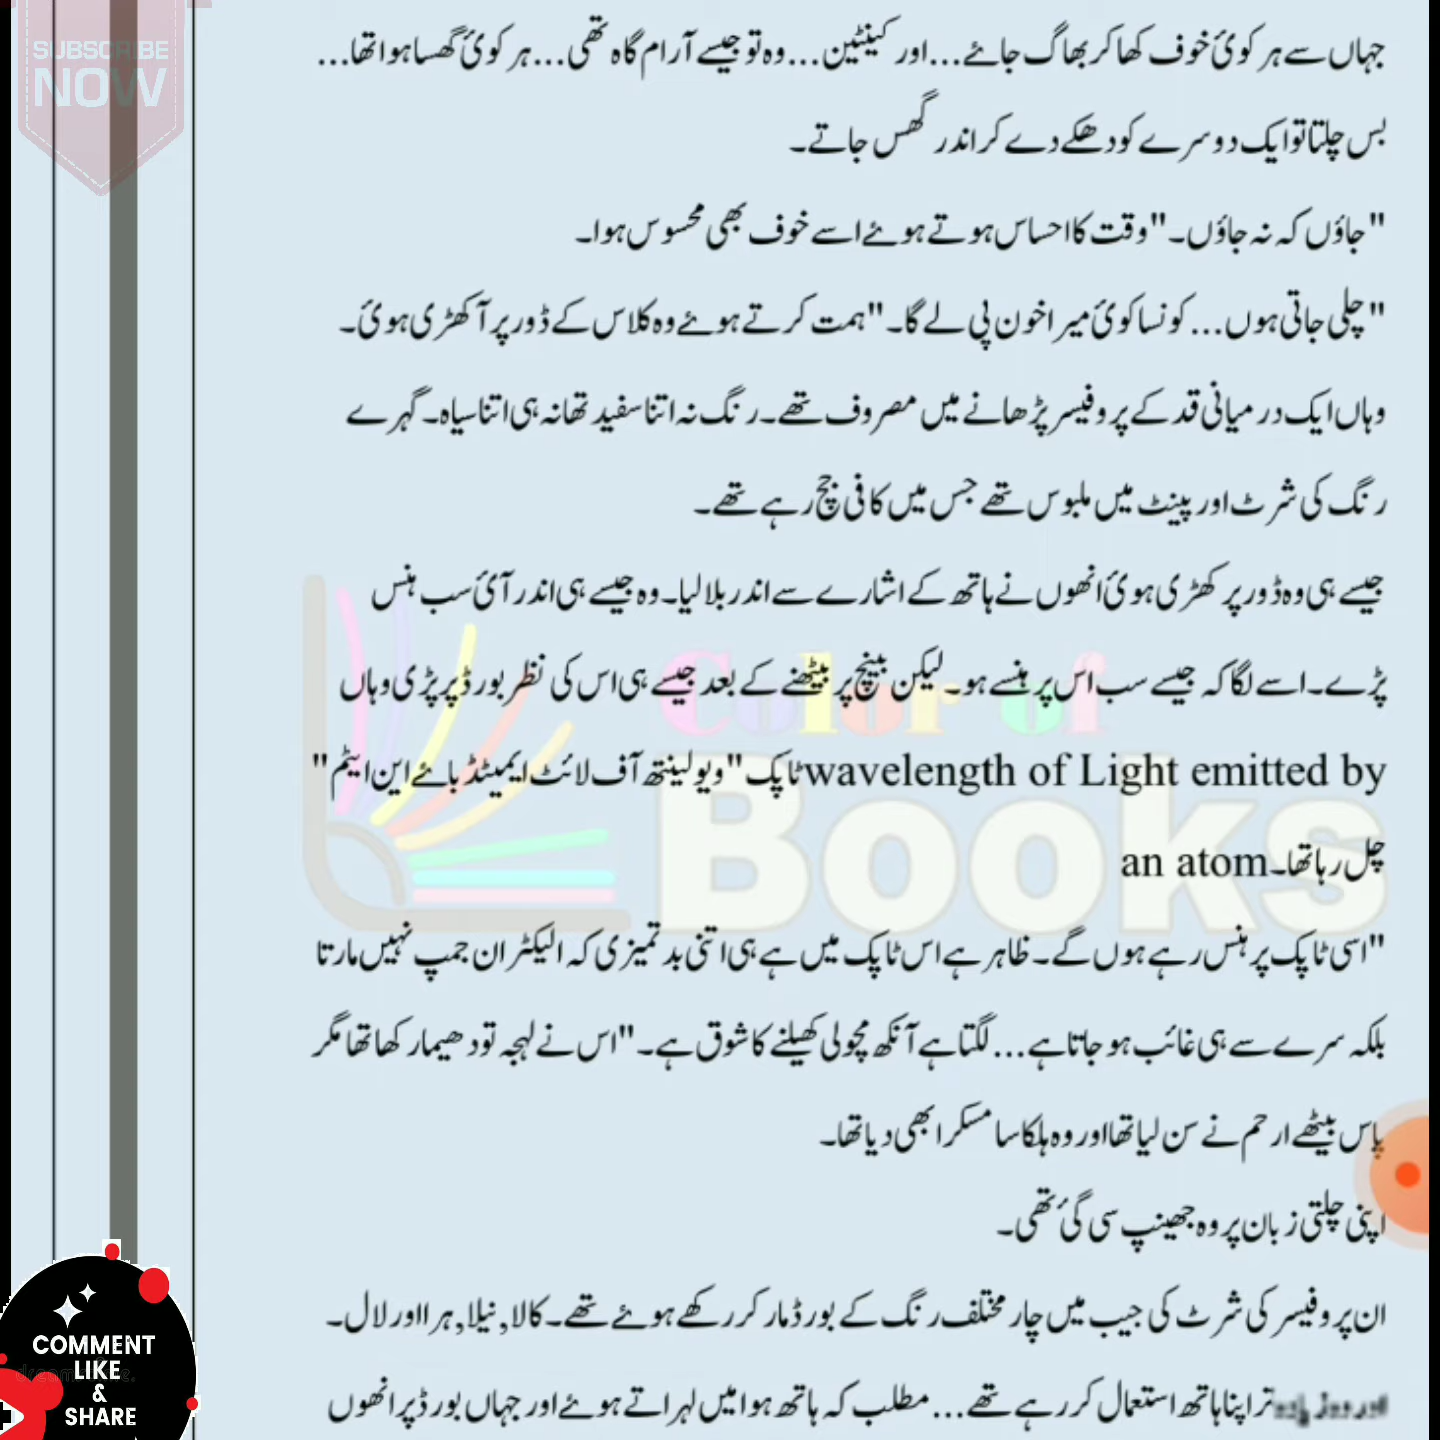 SUBSCRIBE
NOW
جہاں سے ہر کوئ خوف کھا کر بھاگ جائے...اور کینٹین...وہ تو جیسے آرام گاہ تھی...ہر کوئ گھسا ہوا تھا...
بس چلتا تو ایک دوسرے کو دھکے دے کر اندر گھس جاتے۔
"جاؤں کہ نہ جاؤں۔"وقت کا احساس ہوتے ہوئے اسے خوف بھی محسوس ہوا۔
"چلی جاتی ہوں...کونسا کوئ میرا خون پی لے گا۔"ہمت کرتے ہوئے وہ کلاس کے ڈور پر آ کھڑی ہوئ۔
وہاں ایک درمیانی قد کے پروفیسر پڑھانے میں مصروف تھے۔رنگ نہ اتنا سفید تھا نہ ہی اتنا سیاہ۔گہرے
رنگ کی شرٹ اور پینٹ میں ملبوس تھے جس میں کافی جچ رہے تھے۔
جیسے ہی وہ ڈور پر کھڑی ہوئ انھوں نے ہاتھ کے اشارے سے اندر بلا لیا۔وہ جیسے ہی اندر آئ سب ہنس
پڑے۔اسے لگا کہ جیسے سب اس پر ہنسے ہو۔لیکن بینچ پر بیٹھنے کے بعد جیسے ہی اس کی نظر بورڈ پر پڑی وہاں
wavelength of Light emitted by ٹاپک "ویولینتھ آف لائٹ ایمیٹڈ بائے این ایٹم"
چل رہا تھا۔an atom
"اسی ٹاپک پر ہنس رہے ہوں گے۔ظاہر ہے اس ٹاپک میں ہے ہی اتنی بدتمیزی کہ الیکٹران جمپ نہیں مارتا
بلکہ سرے سے ہی غائب ہو جاتا ہے...لگتا ہے آنکھ مچولی کھیلنے کا شوق ہے۔"اس نے لہجہ تو دھیما رکھا تھا مگر
پاس بیٹھے ارحم نے سن لیا تھا اور وہ ہلکا سا مسکرا بھی دیا تھا۔
اپنی چلتی زبان پر وہ جھینپ سی گئ تھی۔
ان پروفیسر کی شرٹ کی جیب میں چار مختلف رنگ کے بورڈ مار کر رکھے ہوئے تھے۔کالا,نیلا,ہرا اور لال۔
تر اپنا ہاتھ استعمال کر رہے تھے...مطلب کہ ہاتھ ہوا میں لہراتے ہوئے اور جہاں بورڈ پر انھوں
Color of
Books
COMMENT
LIKE
&
SHARE